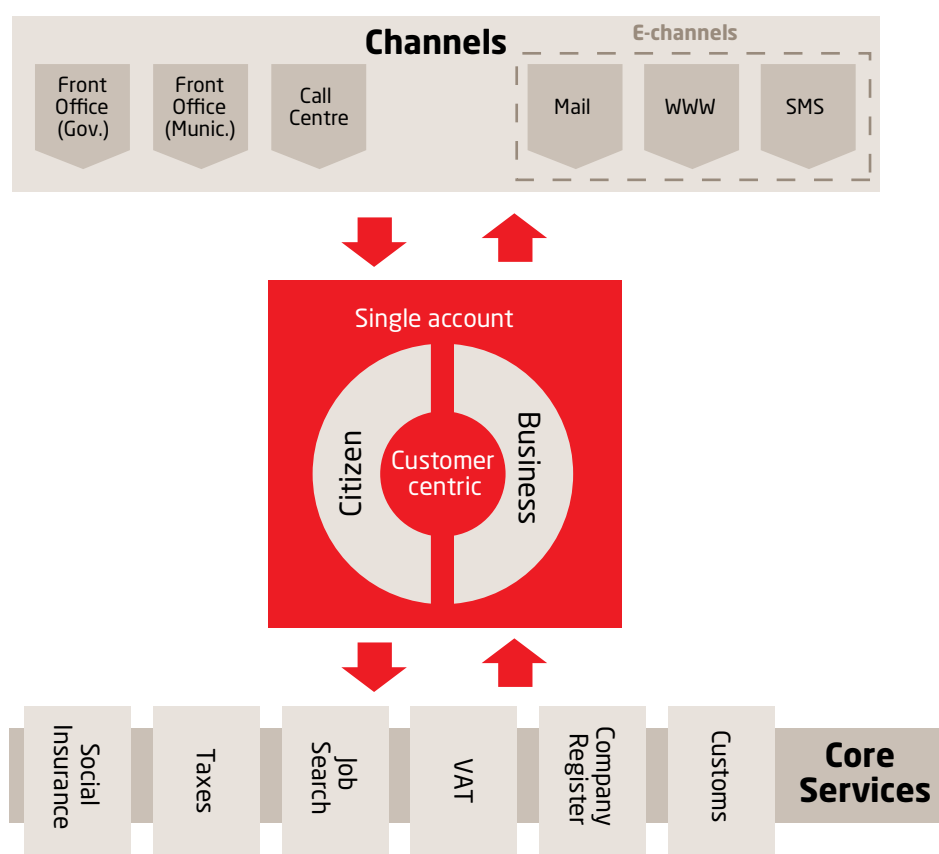 Channels
E-channels
Front
Office
(Gov.)
Front
Office
(Munic.)
Call
Centre
Mail
WWW
SMS
Single account
Citizen
Customer
centric
Business
Social
Insurance
Taxes
Job
Search
VAT
Company
Register
Customs
Core
Services